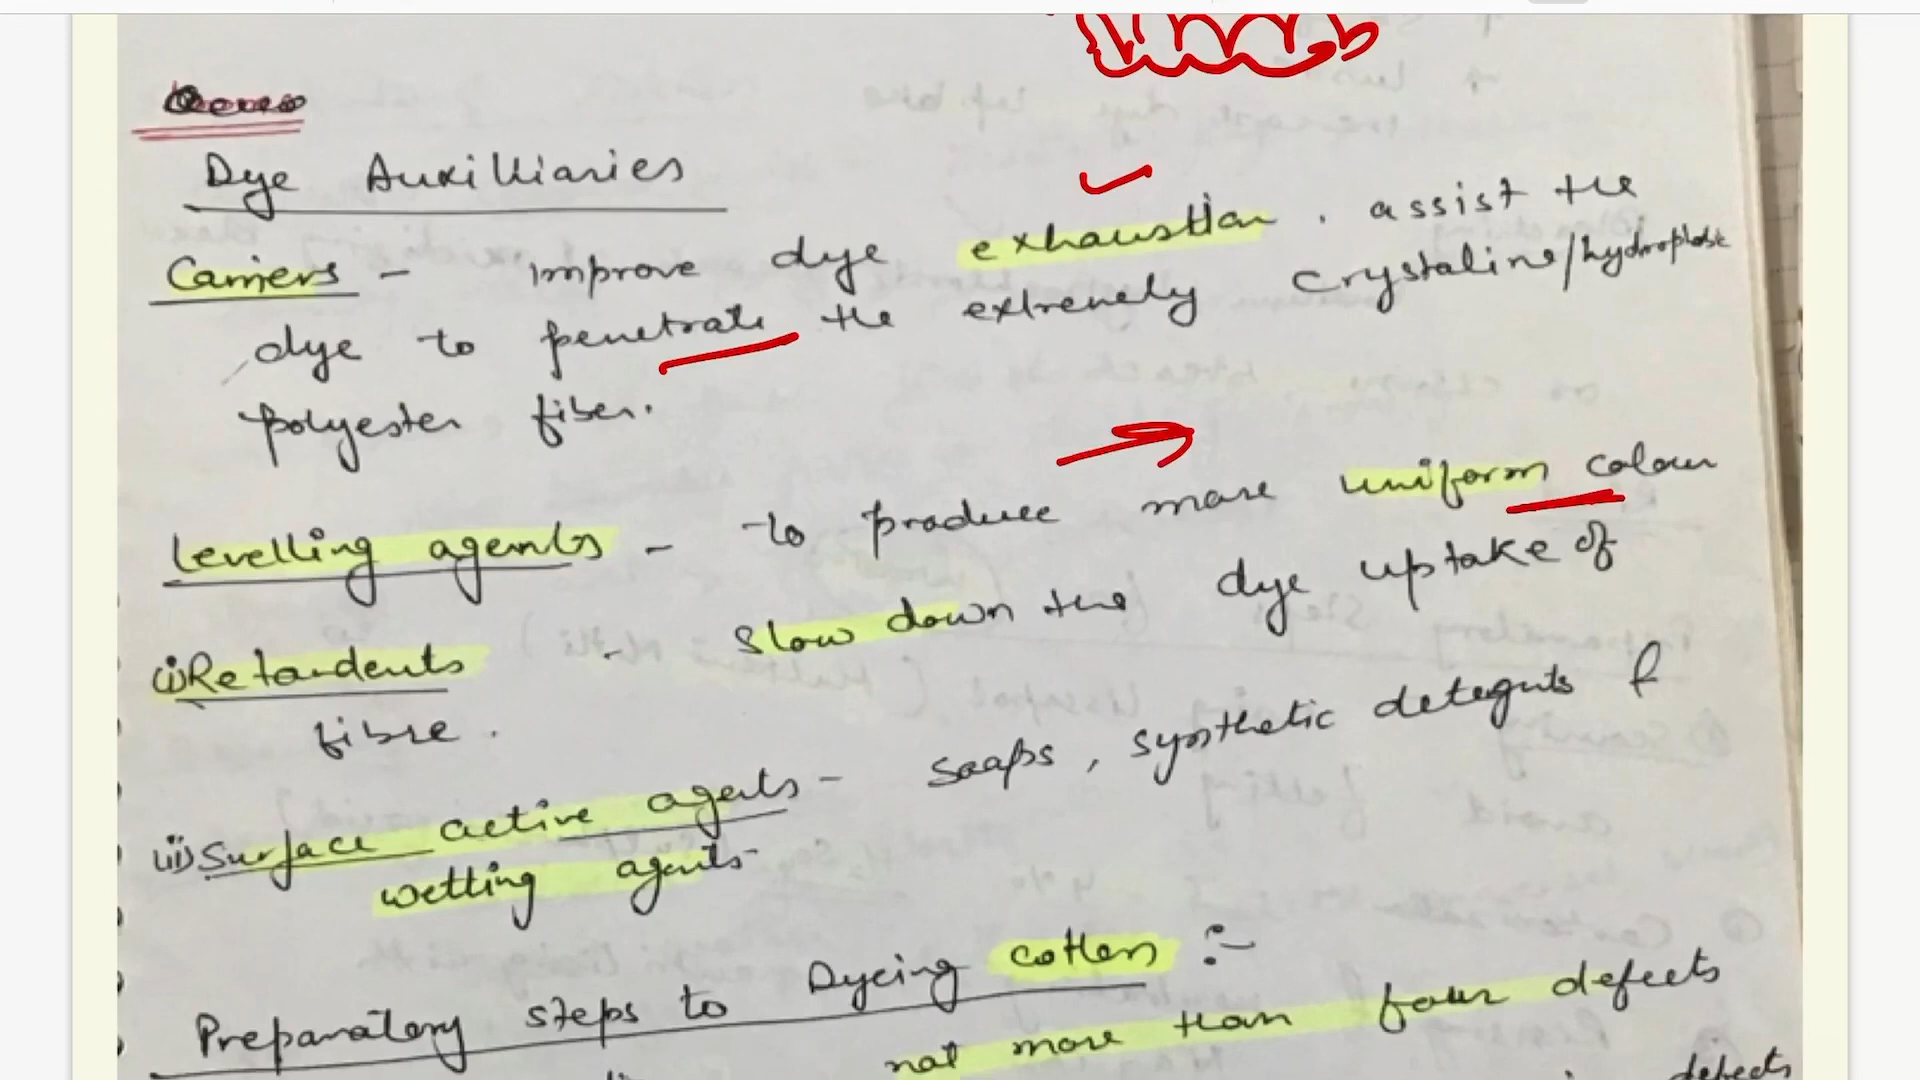 Dye Auxilliaries
Carriers - improve dye exhaustion. assist the
dye to penetrate the extremely crystaline/hydrophobic
polyester fiber.
Levelling agents - to produce more uniform colour
(i) Retardents - slow down the dye uptake of
fibre.
(ii) Surface active agents - soaps, synthetic detergents &
wetting agents-
Preparatory steps to Dyeing cotton :-
not more than four defects
defects